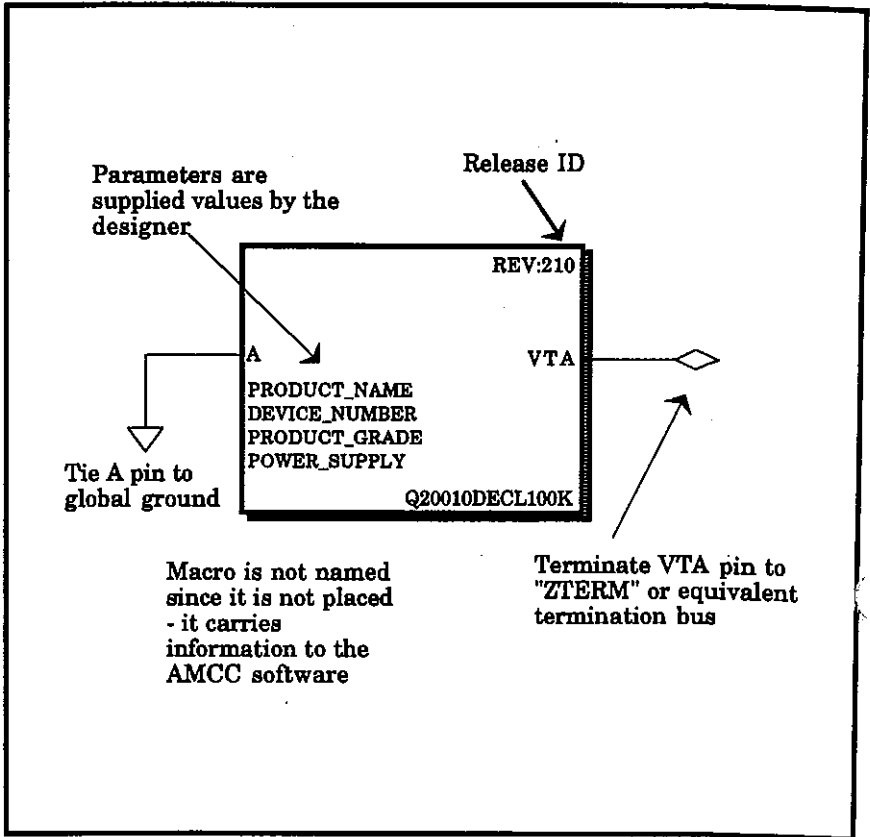 Release ID
Parameters are
supplied values by the
designer
REV:210
A
VTA
PRODUCT_NAME
DEVICE_NUMBER
PRODUCT_GRADE
POWER_SUPPLY
Q20010DECL100K
Tie A pin to
global ground
Macro is not named
since it is not placed
- it carries
information to the
AMCC software
Terminate VTA pin to
"ZTERM" or equivalent
termination bus